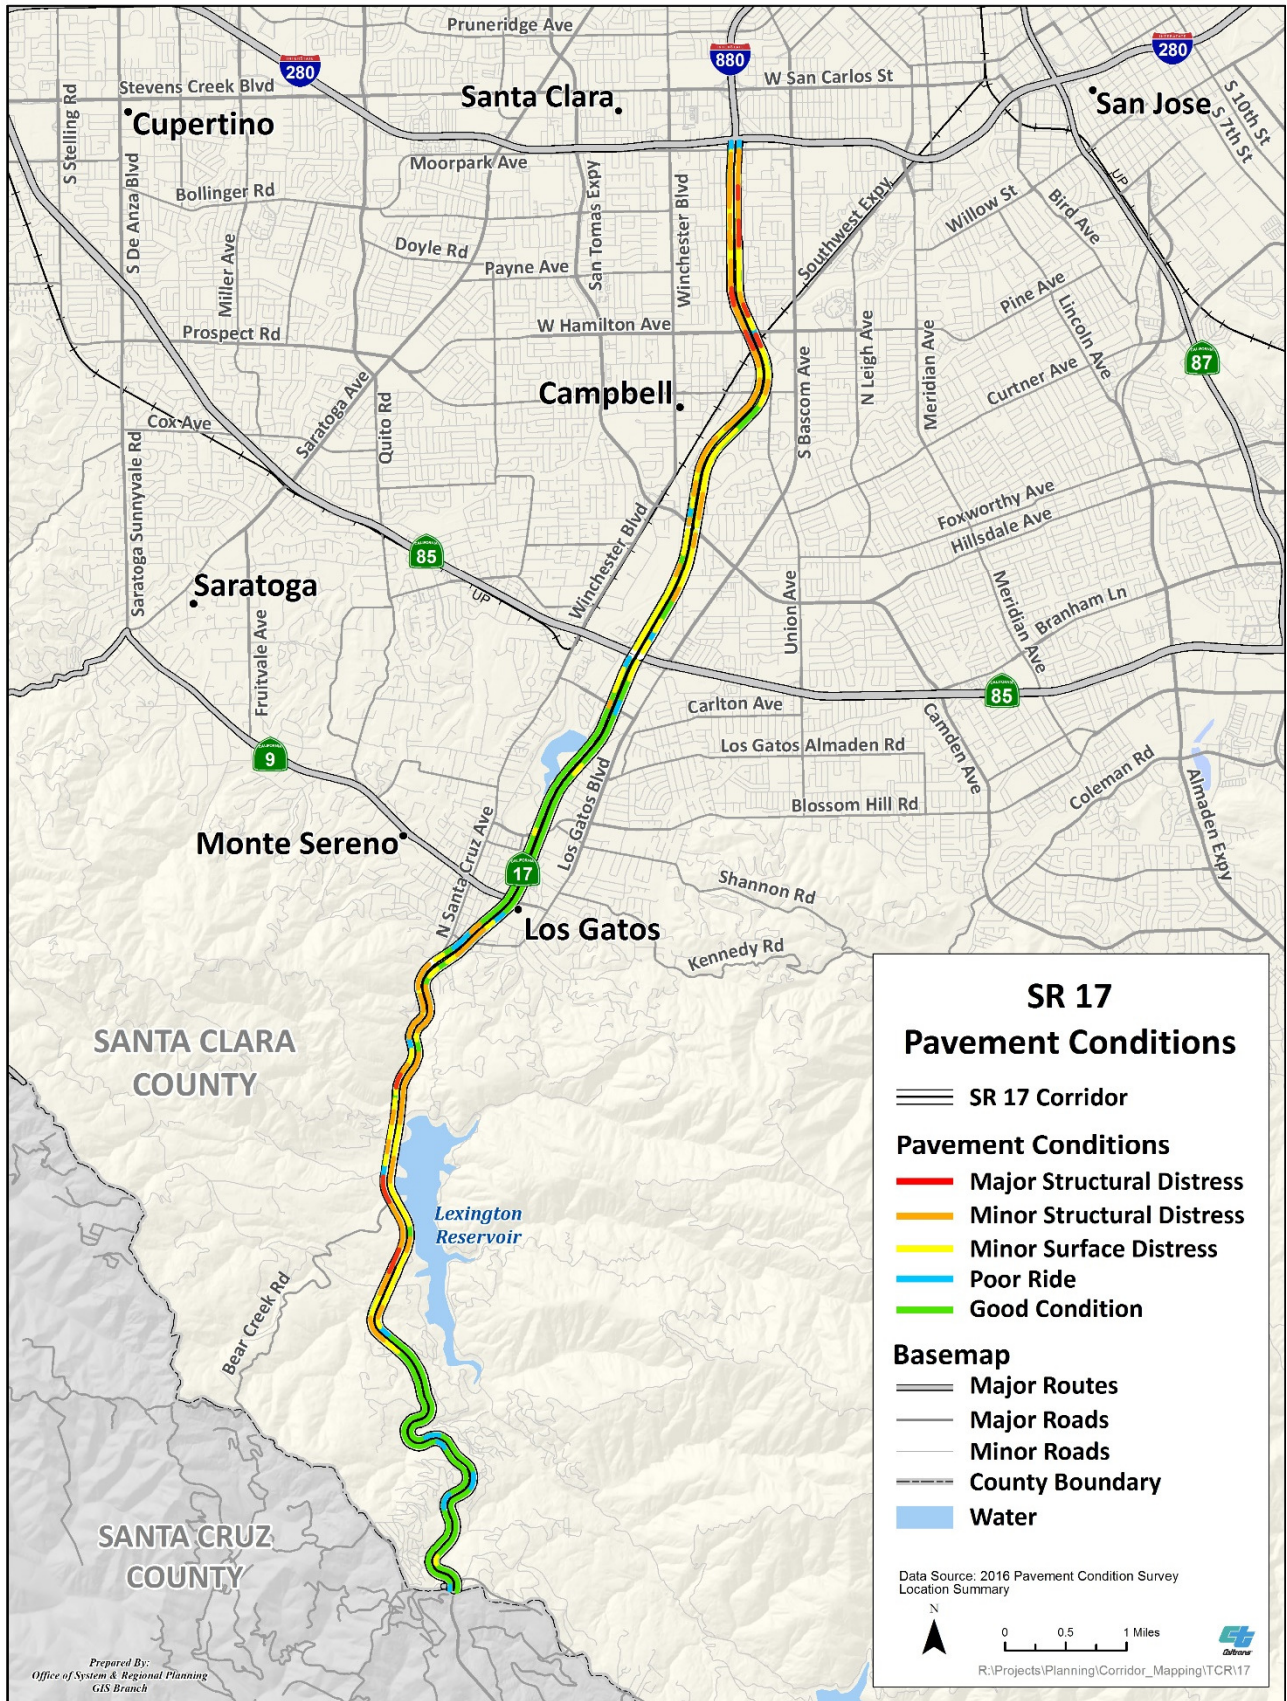 Pruneridge Ave
280
880
280
W San Carlos St
Stevens Creek Blvd
Santa Clara
San Jose
S 10th St
S 7th St
Cupertino
S Stelling Rd
S De Anza Blvd
Moorpark Ave
Bollinger Rd
San Tomas Expy
Winchester Blvd
Southwest Expy
Willow St
Bird Ave
UP
Miller Ave
Doyle Rd
Payne Ave
Pine Ave
Lincoln Ave
Prospect Rd
W Hamilton Ave
N Leigh Ave
Meridian Ave
87
Saratoga Ave
Quito Rd
Campbell
S Bascom Ave
Curtner Ave
Cox Ave
Saratoga Sunnyvale Rd
Foxworthy Ave
Hillsdale Ave
85
Winchester Blvd
Saratoga
UP
Union Ave
Meridian Ave
Branham Ln
Fruitvale Ave
85
Carlton Ave
Camden Ave
9
Los Gatos Almaden Rd
Coleman Rd
Almaden Expy
Los Gatos Blvd
Blossom Hill Rd
Monte Sereno
N Santa Cruz Ave
17
Shannon Rd
Los Gatos
Kennedy Rd
SANTA CLARA
COUNTY
Lexington
Reservoir
Bear Creek Rd
SANTA CRUZ
COUNTY
Prepared By:
Office of System & Regional Planning
GIS Branch
SR 17
Pavement Conditions
SR 17 Corridor
Pavement Conditions
Major Structural Distress
Minor Structural Distress
Minor Surface Distress
Poor Ride
Good Condition
Basemap
Major Routes
Major Roads
Minor Roads
County Boundary
Water
Data Source: 2016 Pavement Condition Survey
Location Summary
N
0 0.5 1 Miles
Caltrans
R:\Projects\Planning\Corridor_Mapping\TCR\17